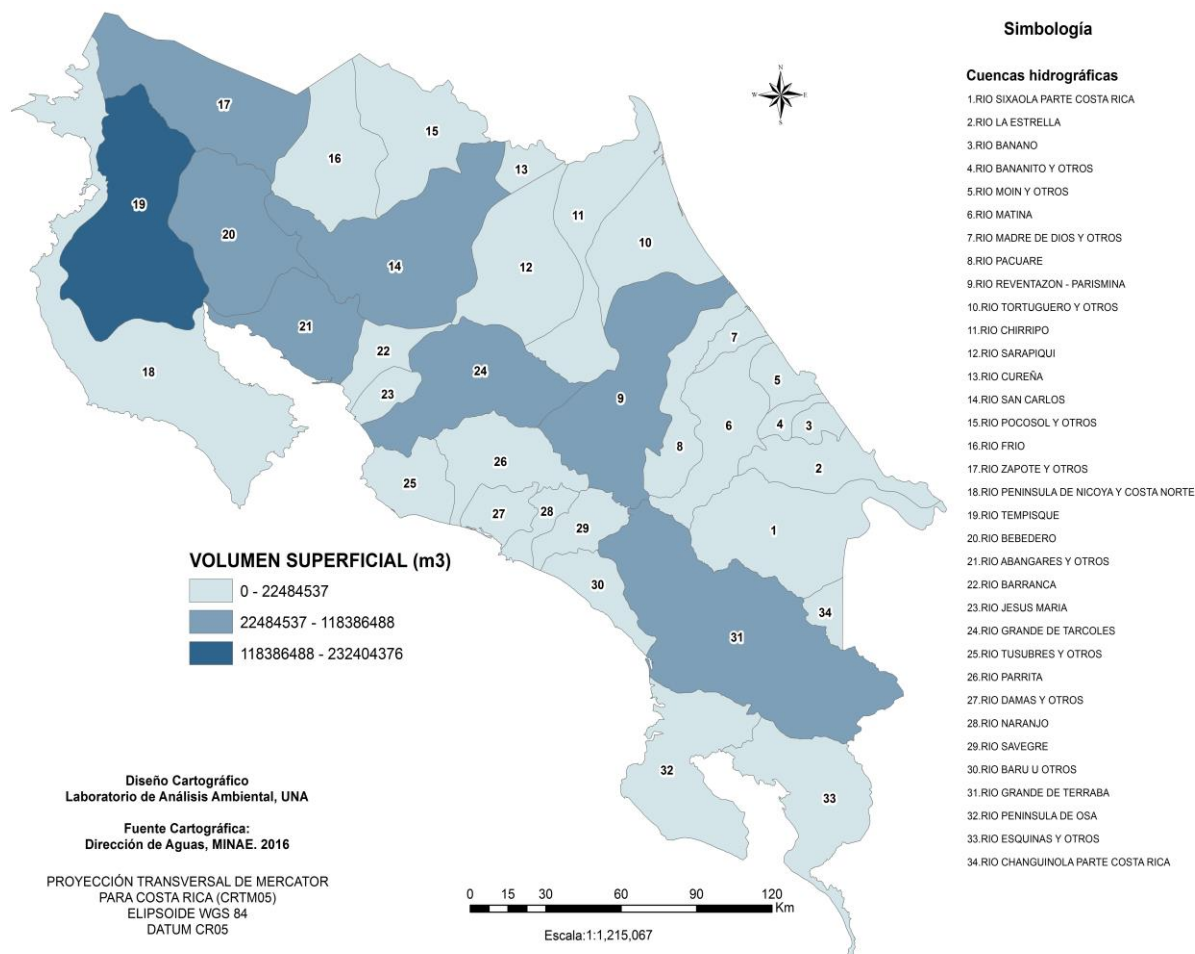 Simbología
Cuencas hidrográficas
1.RIO SIXAOLA PARTE COSTA RICA
2.RIO LA ESTRELLA
3.RIO BANANO
4.RIO BANANITO Y OTROS
5.RIO MOIN Y OTROS
6.RIO MATINA
7.RIO MADRE DE DIOS Y OTROS
8.RIO PACUARE
9.RIO REVENTAZON - PARISMINA
10.RIO TORTUGUERO Y OTROS
11.RIO CHIRRIPO
12.RIO SARAPIQUI
13.RIO CUREÑA
14.RIO SAN CARLOS
15.RIO POCOSOL Y OTROS
16.RIO FRIO
17.RIO ZAPOTE Y OTROS
18.RIO PENINSULA DE NICOYA Y COSTA NORTE
19.RIO TEMPISQUE
20.RIO BEBEDERO
21.RIO ABANGARES Y OTROS
22.RIO BARRANCA
23.RIO JESUS MARIA
24.RIO GRANDE DE TARCOLES
25.RIO TUSUBRES Y OTROS
26.RIO PARRITA
27.RIO DAMAS Y OTROS
28.RIO NARANJO
29.RIO SAVEGRE
30.RIO BARU U OTROS
31.RIO GRANDE DE TERRABA
32.RIO PENINSULA DE OSA
33.RIO ESQUINAS Y OTROS
34.RIO CHANGUINOLA PARTE COSTA RICA
N
W E
S
17
15
16
13
19
11
10
20
14
12
21
22
7
18
24
5
23
9
4
3
6
8
2
26
25
27
28
29
1
30
34
31
32
33
VOLUMEN SUPERFICIAL (m3)
0 - 22484537
22484537 - 118386488
118386488 - 232404376
Diseño Cartográfico
Laboratorio de Análisis Ambiental, UNA
Fuente Cartográfica:
Dirección de Aguas, MINAE. 2016
PROYECCIÓN TRANSVERSAL DE MERCATOR
PARA COSTA RICA (CRTM05)
ELIPSOIDE WGS 84
DATUM CR05
0 15 30 60 90 120
Km
Escala:1:1,215,067